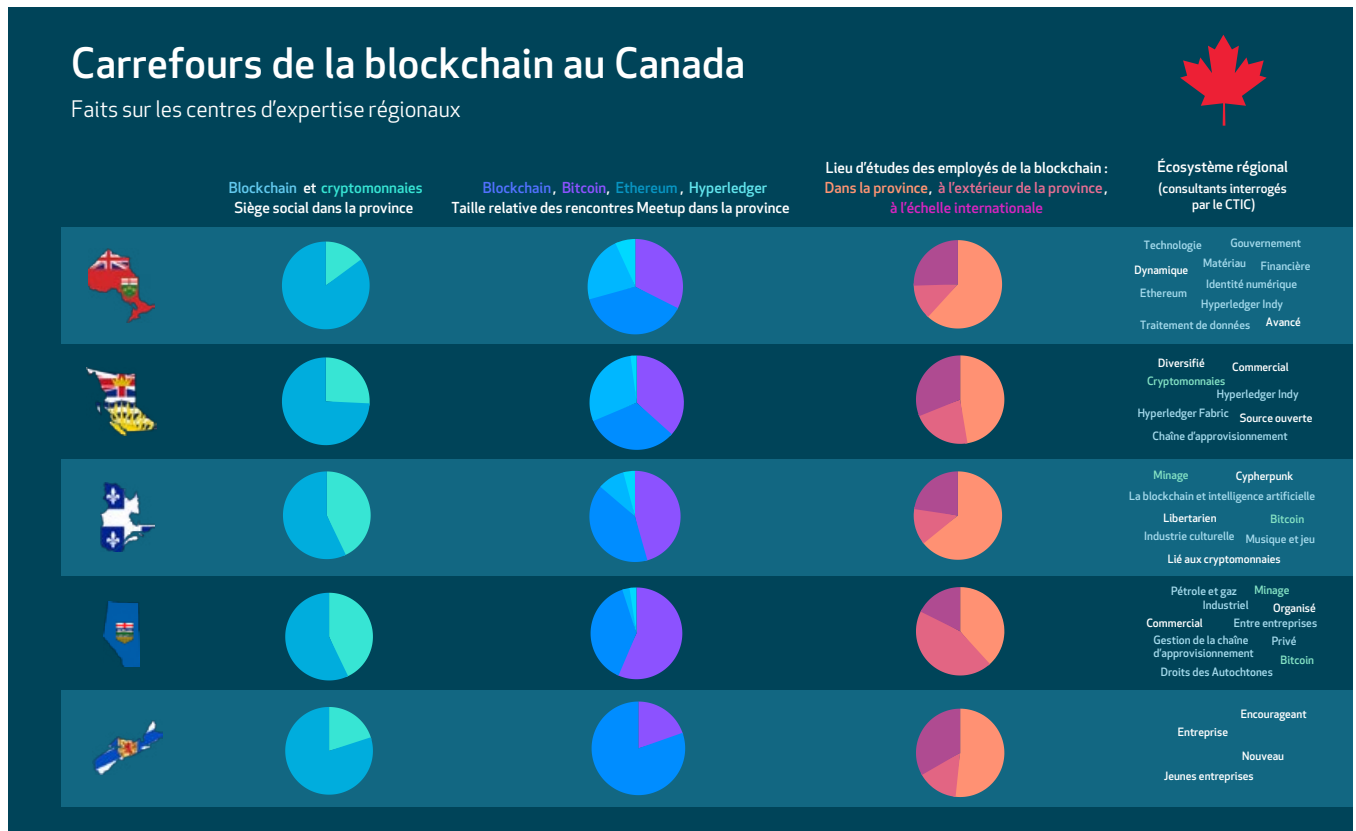 Carrefours de la blockchain au Canada
Faits sur les centres d’expertise régionaux
Blockchain et cryptomonnaies
Siège social dans la province
Blockchain, Bitcoin, Ethereum, Hyperledger
Taille relative des rencontres Meetup dans la province
Lieu d’études des employés de la blockchain :
Dans la province, à l’extérieur de la province,
à l’échelle internationale
Écosystème régional
(consultants interrogés
par le CTIC)
Technologie
Gouvernement
Dynamique
Matériau
Financière
Identité numérique
Ethereum
Hyperledger Indy
Traitement de données
Avancé
Diversifié
Commercial
Cryptomonnaies
Hyperledger Indy
Hyperledger Fabric
Source ouverte
Chaîne d’approvisionnement
Minage
Cypherpunk
La blockchain et intelligence artificielle
Libertarien
Bitcoin
Industrie culturelle
Musique et jeu
Lié aux cryptomonnaies
Pétrole et gaz
Minage
Industriel
Organisé
Commercial
Entre entreprises
Gestion de la chaîne
d’approvisionnement
Privé
Bitcoin
Droits des Autochtones
Encourageant
Entreprise
Nouveau
Jeunes entreprises